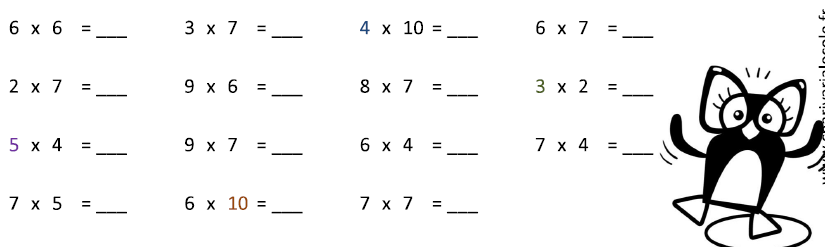 6 x 6 = ___ 3 x 7 = ___ 4 x 10 = ___ 6 x 7 = ___
2 x 7 = ___ 9 x 6 = ___ 8 x 7 = ___ 3 x 2 = ___
5 x 4 = ___ 9 x 7 = ___ 6 x 4 = ___ 7 x 4 = ___
7 x 5 = ___ 6 x 10 = ___ 7 x 7 = ___